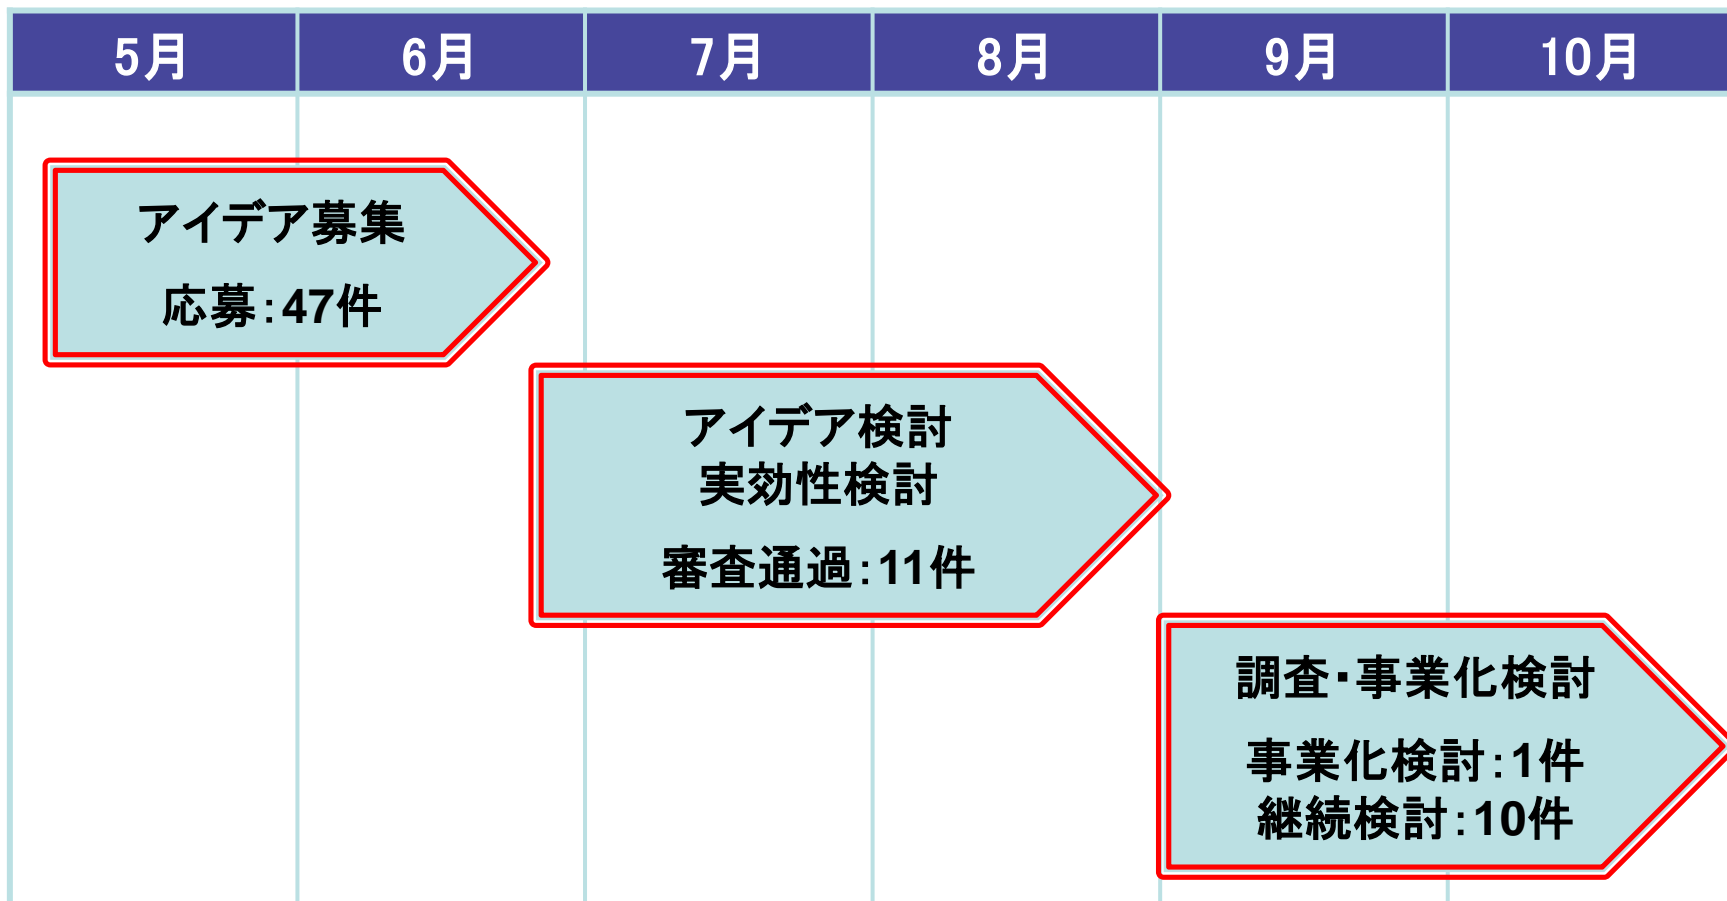 5月 6月 7月 8月 9月 10月
アイデア募集
応募：47件
アイデア検討
実効性検討
審査通過：11件
調査・事業化検討
事業化検討：1件
継続検討：10件